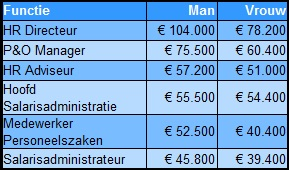 Functie Man Vrouw
HR Directeur € 104.000 € 78.200
P&O Manager € 75.500 € 60.400
HR Adviseur € 57.200 € 51.000
Hoofd
Salarisadministratie € 55.500 € 54.400
Medewerker
Personeelszaken € 52.500 € 40.400
Salarisadministrateur € 45.800 € 39.400